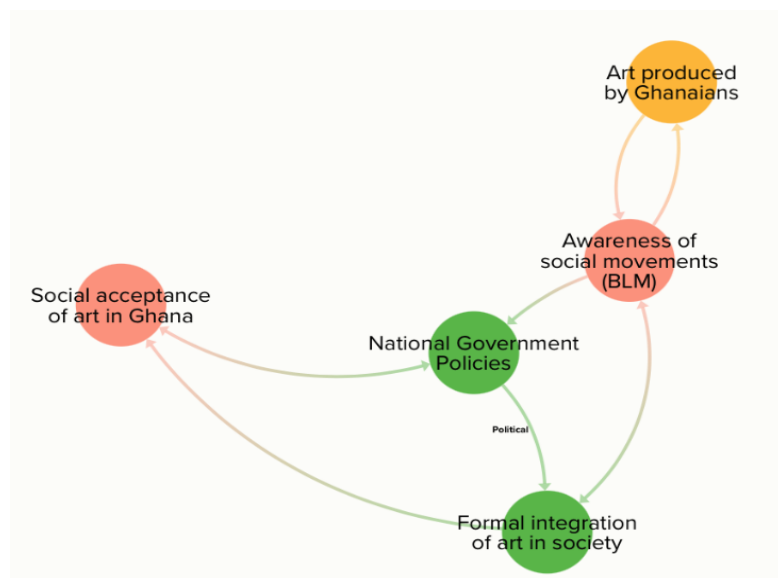 Art produced
by Ghanaians
Awareness of
social movements
(BLM)
Social acceptance
of art in Ghana
National Government
Policies
Political
Formal integration
of art in society